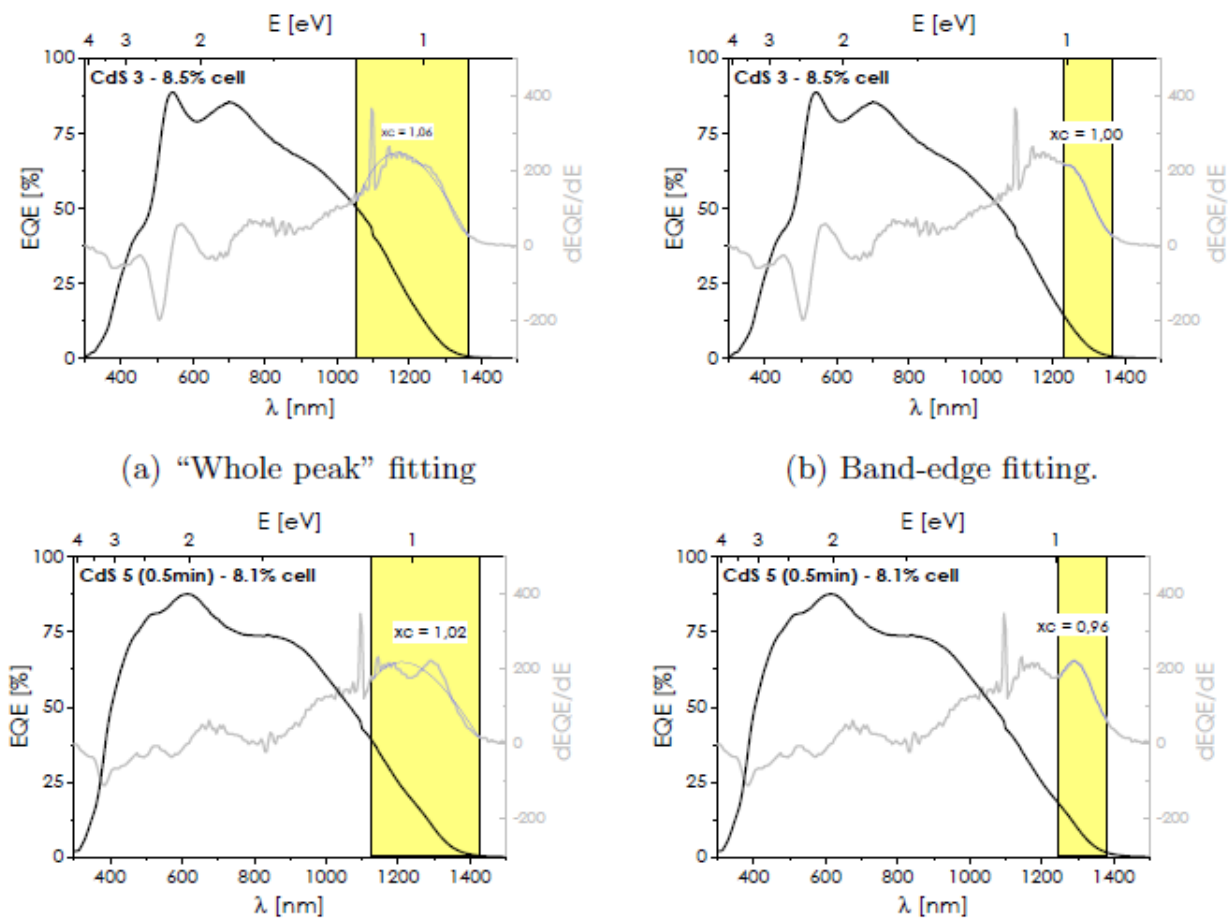 E [eV]
4 3 2 1
100
75
50
25
0
EQE [%]
CdS 3 - 8.5% cell
xc = 1,06
400
200
0
-200
dEQE/dE
400 600 800 1000 1200 1400
λ [nm]
(a) “Whole peak” fitting
E [eV]
4 3 2 1
100
75
50
25
0
EQE [%]
CdS 3 - 8.5% cell
xc = 1,00
400
200
0
-200
dEQE/dE
400 600 800 1000 1200 1400
λ [nm]
(b) Band-edge fitting.
E [eV]
4 3 2 1
100
75
50
25
0
EQE [%]
CdS 5 (0.5min) - 8.1% cell
xc = 1,02
400
200
0
-200
dEQE/dE
400 600 800 1000 1200 1400
λ [nm]
E [eV]
4 3 2 1
100
75
50
25
0
EQE [%]
CdS 5 (0.5min) - 8.1% cell
xc = 0,96
400
200
0
-200
dEQE/dE
400 600 800 1000 1200 1400
λ [nm]